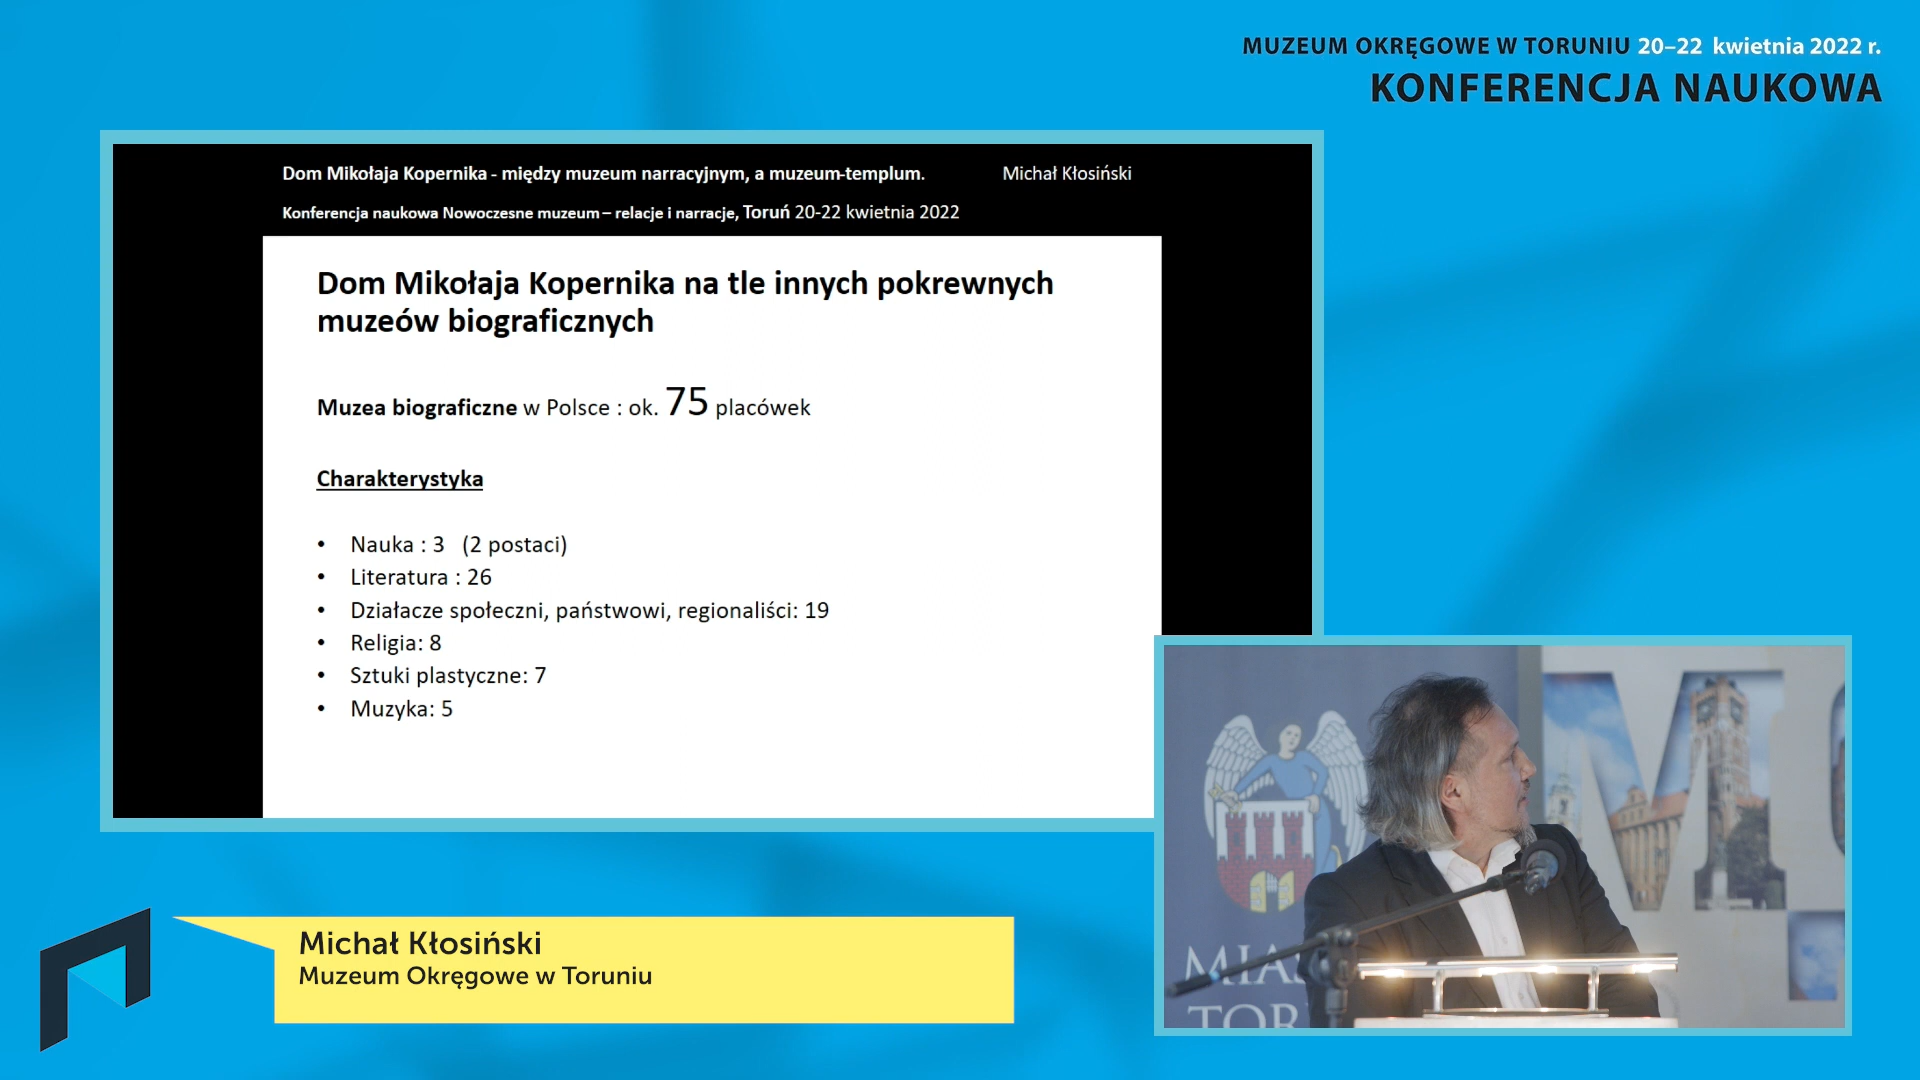 MUZEUM OKRĘGOWE W TORUNIU 20–22 kwietnia 2022 r.
KONFERENCJA NAUKOWA
Dom Mikołaja Kopernika - między muzeum narracyjnym, a muzeum-templum. Michał Kłosiński
Konferencja naukowa Nowoczesne muzeum – relacje i narracje, Toruń 20-22 kwietnia 2022
Dom Mikołaja Kopernika na tle innych pokrewnych
muzeów biograficznych
Muzea biograficzne w Polsce : ok. 75 placówek
Charakterystyka
• Nauka : 3 (2 postaci)
• Literatura : 26
• Działacze społeczni, państwowi, regionaliści: 19
• Religia: 8
• Sztuki plastyczne: 7
• Muzyka: 5
Michał Kłosiński
Muzeum Okręgowe w Toruniu